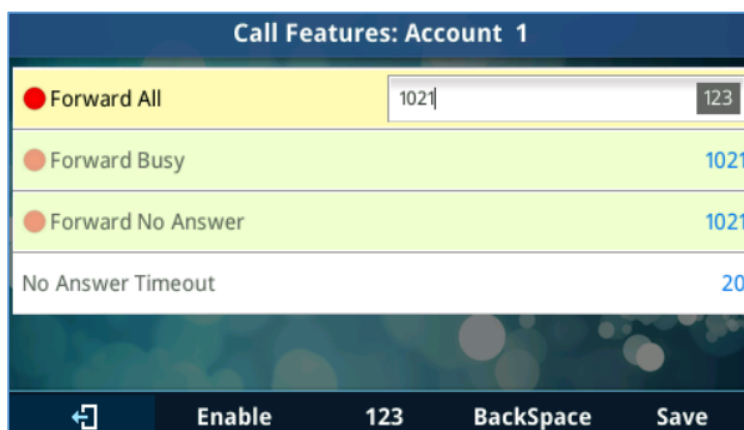 Call Features: Account 1
Forward All 1021 123
Forward Busy 1021
Forward No Answer 1021
No Answer Timeout 20
Enable 123 BackSpace Save